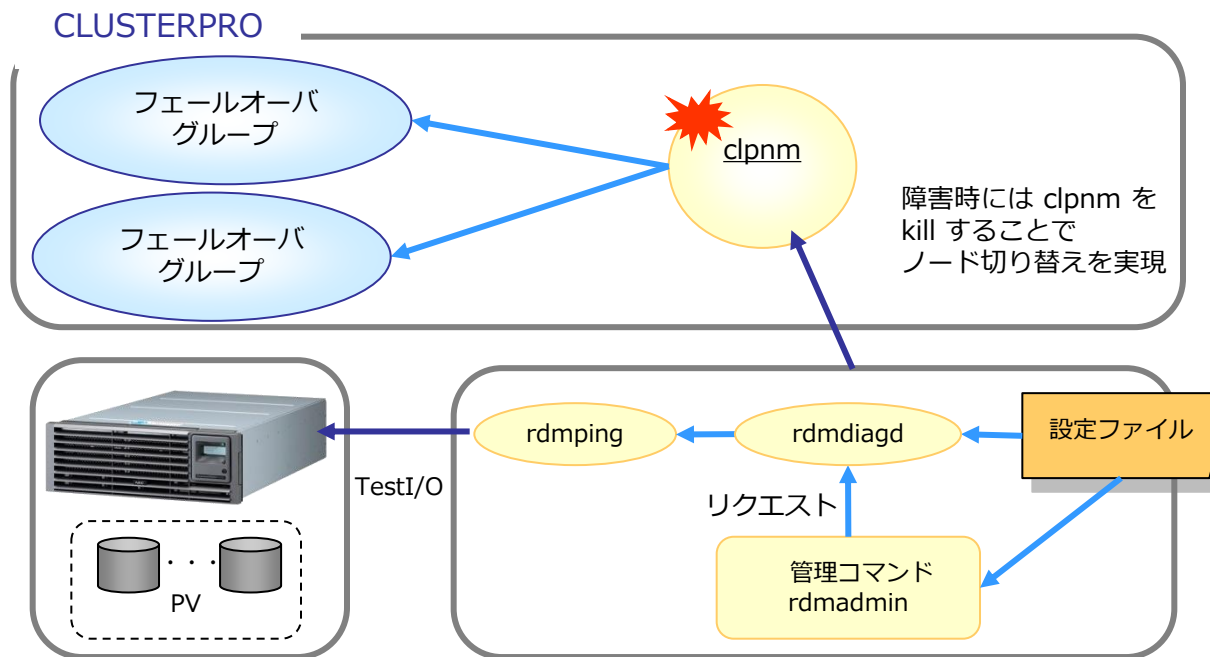 CLUSTERPRO
フェールオーバ
グループ
clpnm
フェールオーバ
グループ
障害時には clpnm を
kill することで
ノード切り替えを実現
rdmping
rdmdiagd
設定ファイル
TestI/O
リクエスト
・・・
PV
管理コマンド
rdmadmin